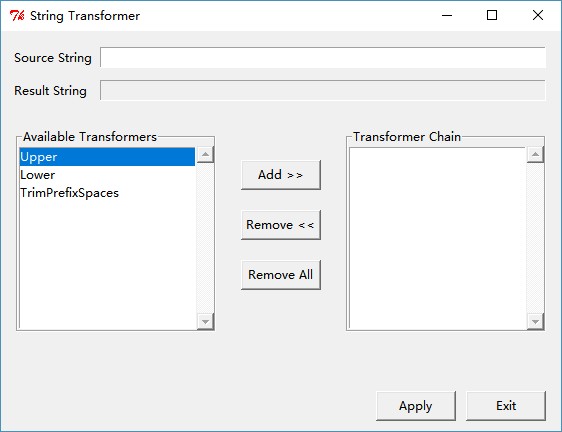 String Transformer
Source String
Result String
Available Transformers
Upper
Lower
TrimPrefixSpaces
Add >>
Remove <<
Remove All
Transformer Chain
Apply
Exit